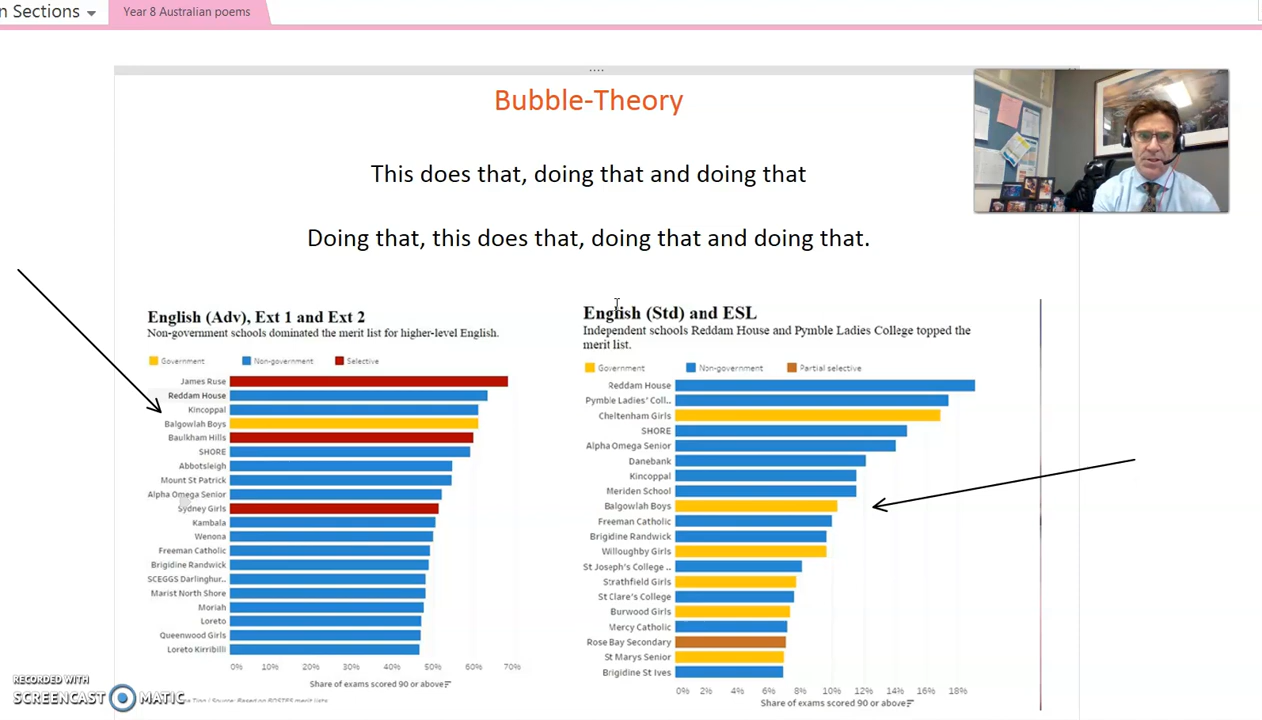 n Sections
Year 8 Australian poems
Bubble-Theory
This does that, doing that and doing that
Doing that, this does that, doing that and doing that.
English (Adv), Ext 1 and Ext 2
Non-government schools dominated the merit list for higher-level English.
Government Non-government Selective
James Ruse
Reddam House
Kincoppal
Balgowlah Boys
Baulkham Hills
SHORE
Abbotsleigh
Mount St Patrick
Alpha Omega Senior
Sydney Girls
Kambala
Wenona
Freeman Catholic
Brigidine Randwick
SCEGGS Darlinghur..
Marist North Shore
Moriah
Loreto
Queenwood Girls
Loreto Kirribilli
0% 10% 20% 30% 40% 50% 60% 70%
Share of exams scored 90 or above
English (Std) and ESL
Independent schools Reddam House and Pymble Ladies College topped the
merit list.
Government Non-government Partial selective
Reddam House
Pymble Ladies' Coll..
Cheltenham Girls
SHORE
Alpha Omega Senior
Danebank
Kincoppal
Meriden School
Balgowlah Boys
Freeman Catholic
Brigidine Randwick
Willoughby Girls
St Joseph's College ..
Strathfield Girls
St Clare's College
Burwood Girls
Mercy Catholic
Rose Bay Secondary
St Marys Senior
Brigidine St Ives
0% 2% 4% 6% 8% 10% 12% 14% 16% 18%
Share of exams scored 90 or above
RECORDED WITH
SCREENCAST MATIC
/ Source: Based on BOSTES merit lists